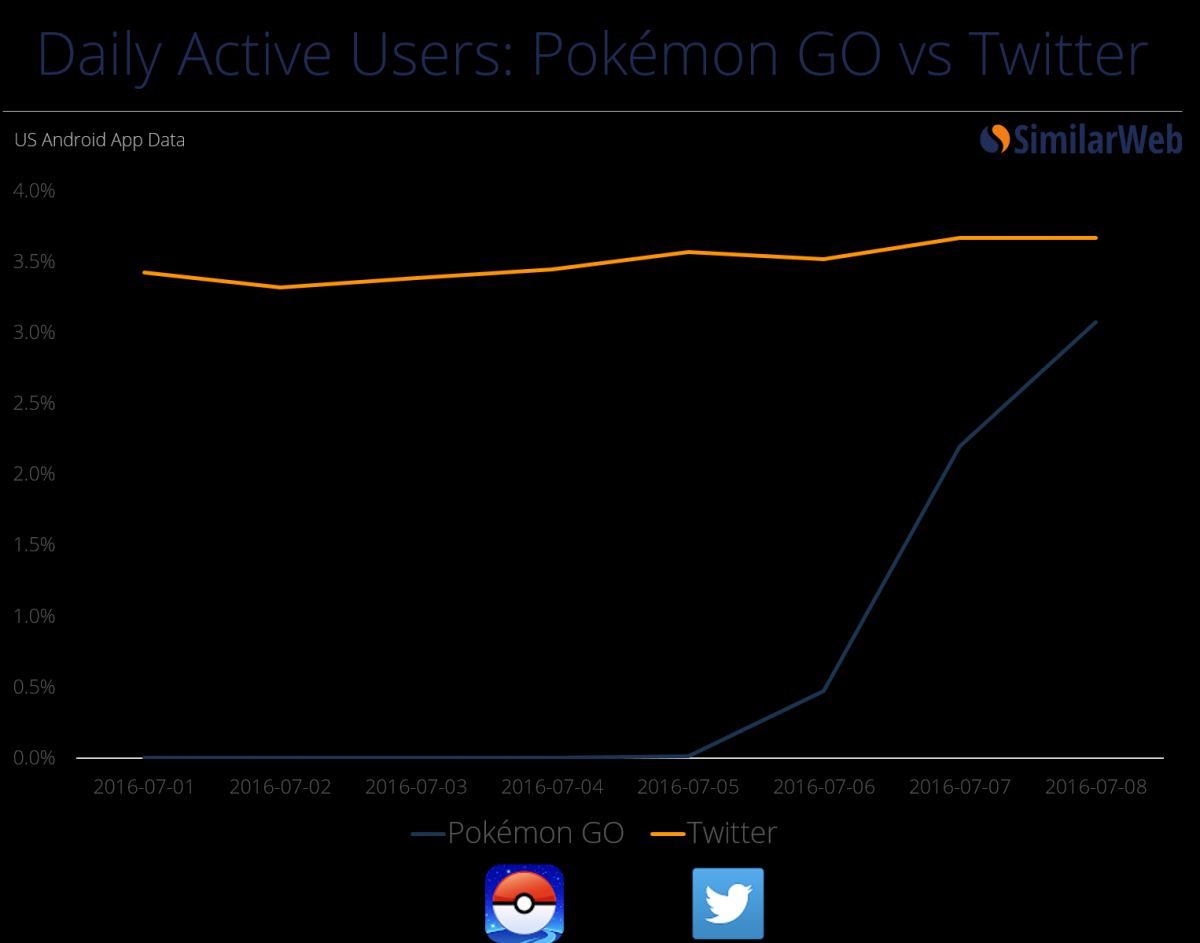 Daily Active Users: Pokémon GO vs Twitter
US Android App Data
SimilarWeb
4.0%
3.5%
3.0%
2.5%
2.0%
1.5%
1.0%
0.5%
0.0%
2016-07-01 2016-07-02 2016-07-03 2016-07-04 2016-07-05 2016-07-06 2016-07-07 2016-07-08
Pokémon GO Twitter